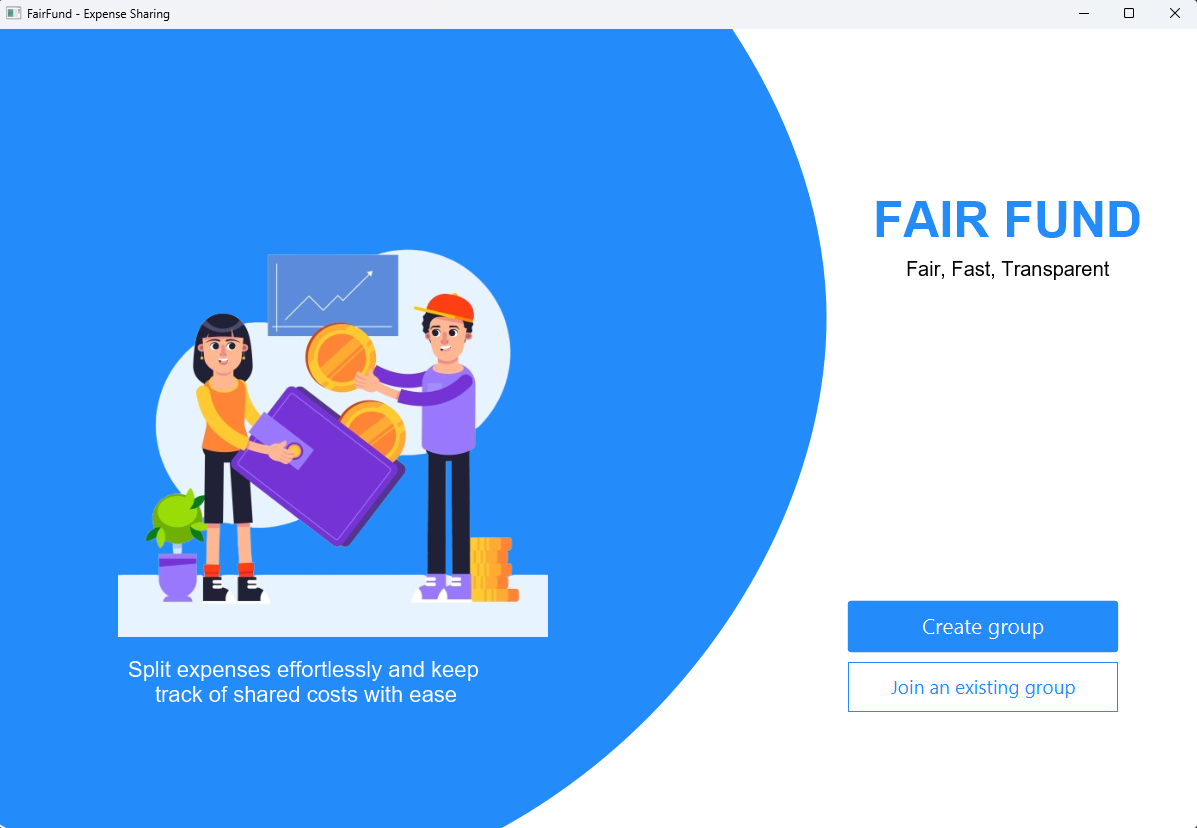 FairFund - Expense Sharing
FAIR FUND
Fair, Fast, Transparent
Split expenses effortlessly and keep
track of shared costs with ease
Create group
Join an existing group